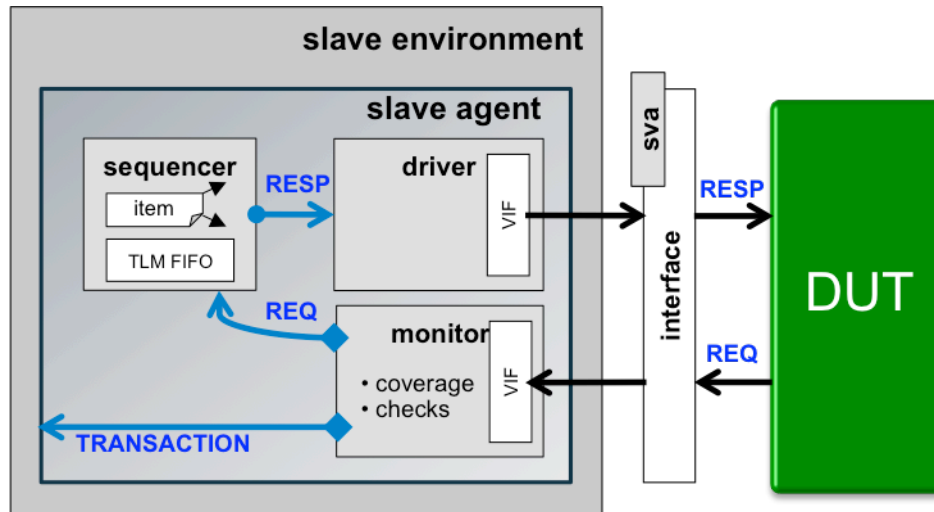 slave environment
slave agent
sequencer
item
TLM FIFO
RESP
driver
VIF
REQ
monitor
• coverage
• checks
VIF
TRANSACTION
sva
interface
RESP
REQ
DUT